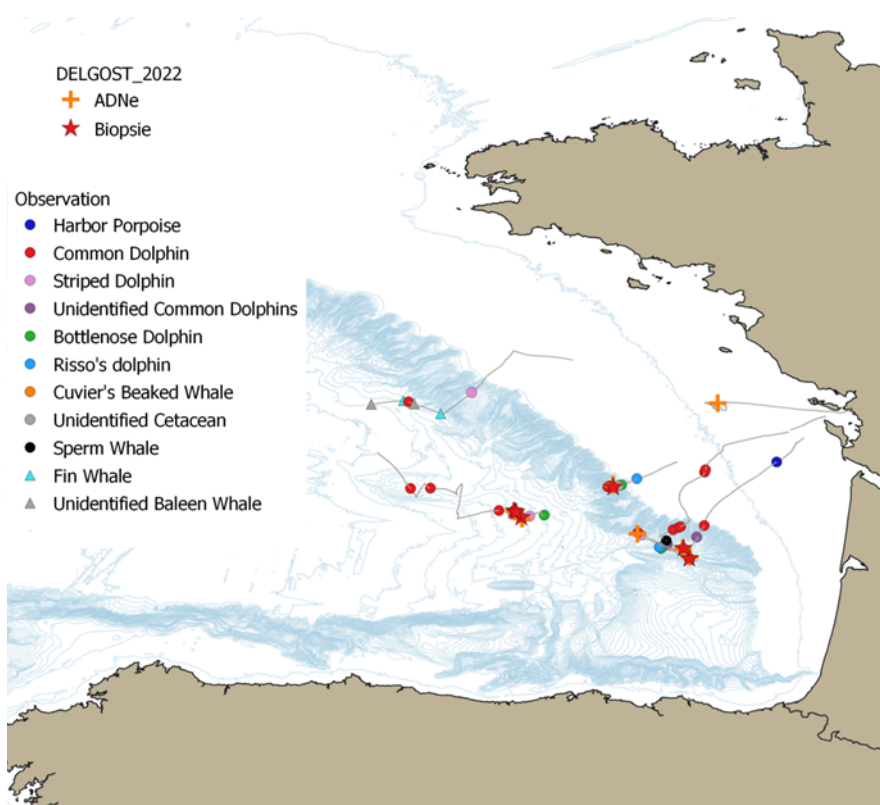 DELGOST_2022
ADNe
Biopsie
Observation
Harbor Porpoise
Common Dolphin
Striped Dolphin
Unidentified Common Dolphins
Bottlenose Dolphin
Risso's dolphin
Cuvier's Beaked Whale
Unidentified Cetacean
Sperm Whale
Fin Whale
Unidentified Baleen Whale